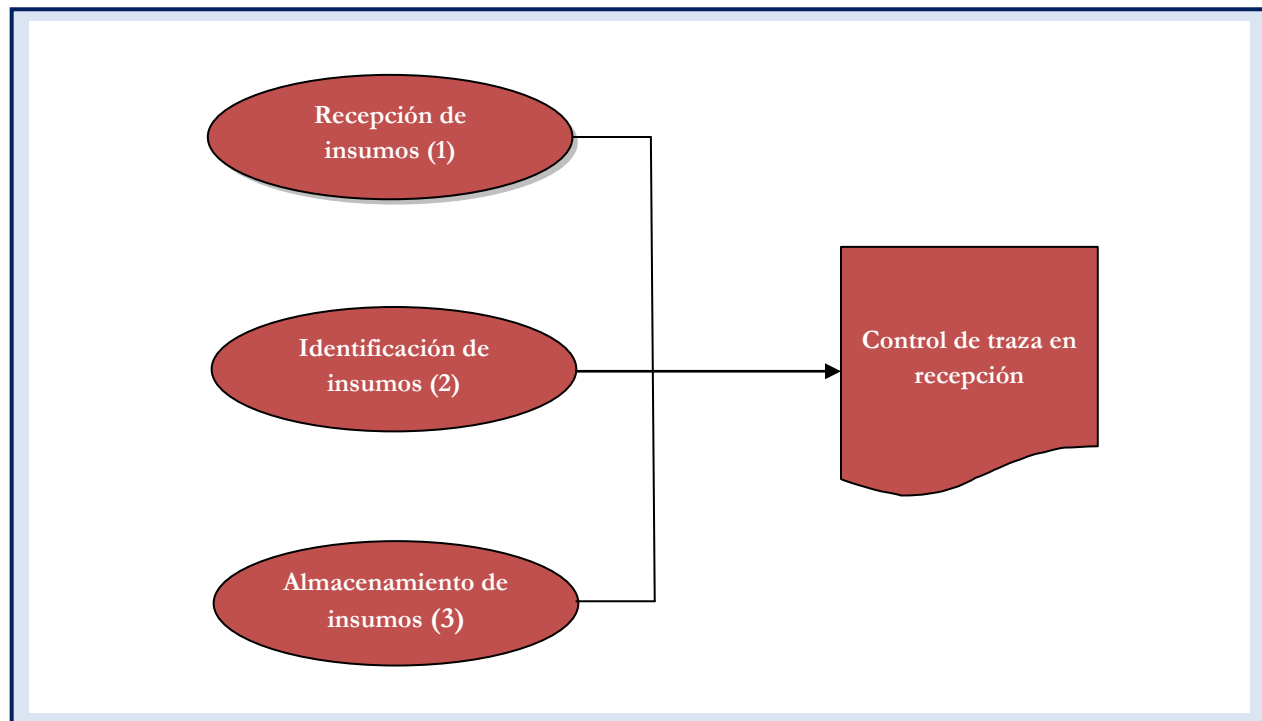 Recepción de
insumos (1)
Identificación de
insumos (2)
Control de traza en
recepción
Almacenamiento de
insumos (3)